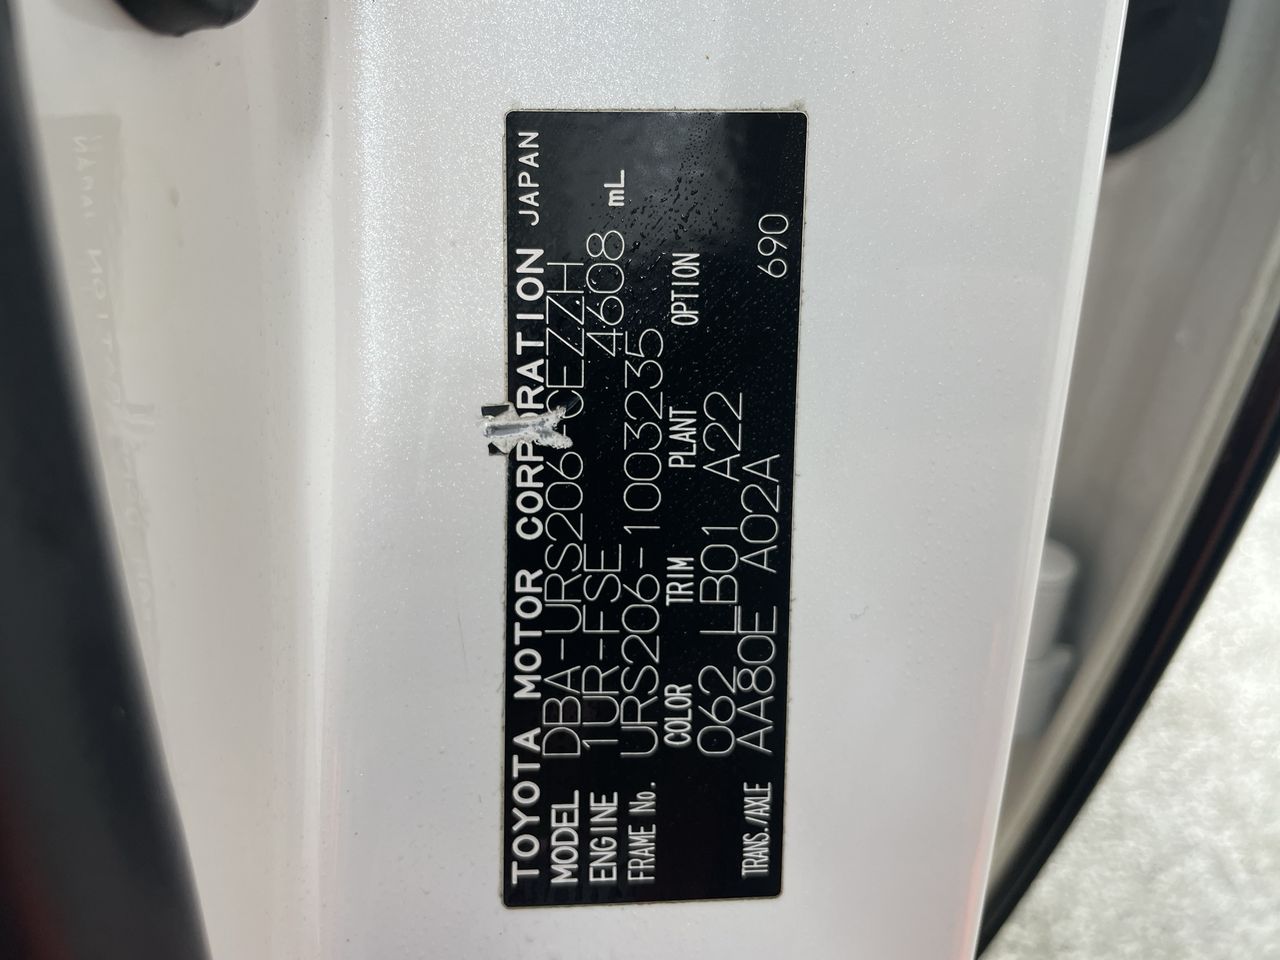 TOYOTA MOTOR CORPORATION JAPAN
MODEL DBA-URS206-CEZZH
ENGINE 1UR-FSE 4608 mL
FRAME No. URS206-1003235
COLOR TRIM PLANT OPTION
062 LB01 A22
TRANS./AXLE AA80E A02A 690